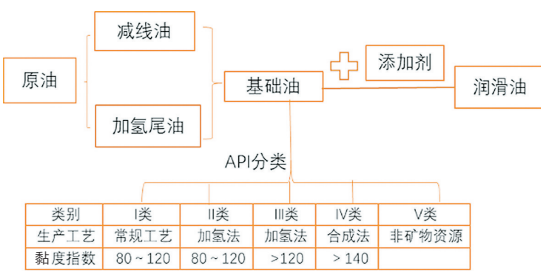 减线油
原油
加氢尾油
基础油
添加剂
润滑油
API分类
类别 I类 II类 III类 IV类 V类
生产工艺 常规工艺 加氢法 加氢法 合成法 非矿物资源
黏度指数 80~120 80~120 >120 >140